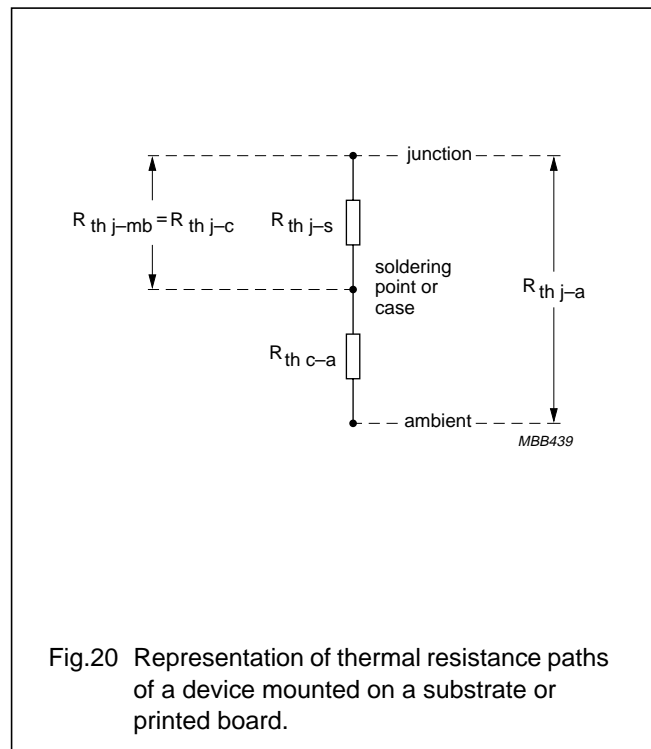 junction
R th j–mb = R th j–c
R th j–s
soldering
point or
case
R th j–a
R th c–a
ambient
MBB439
Fig.20 Representation of thermal resistance paths
of a device mounted on a substrate or
printed board.